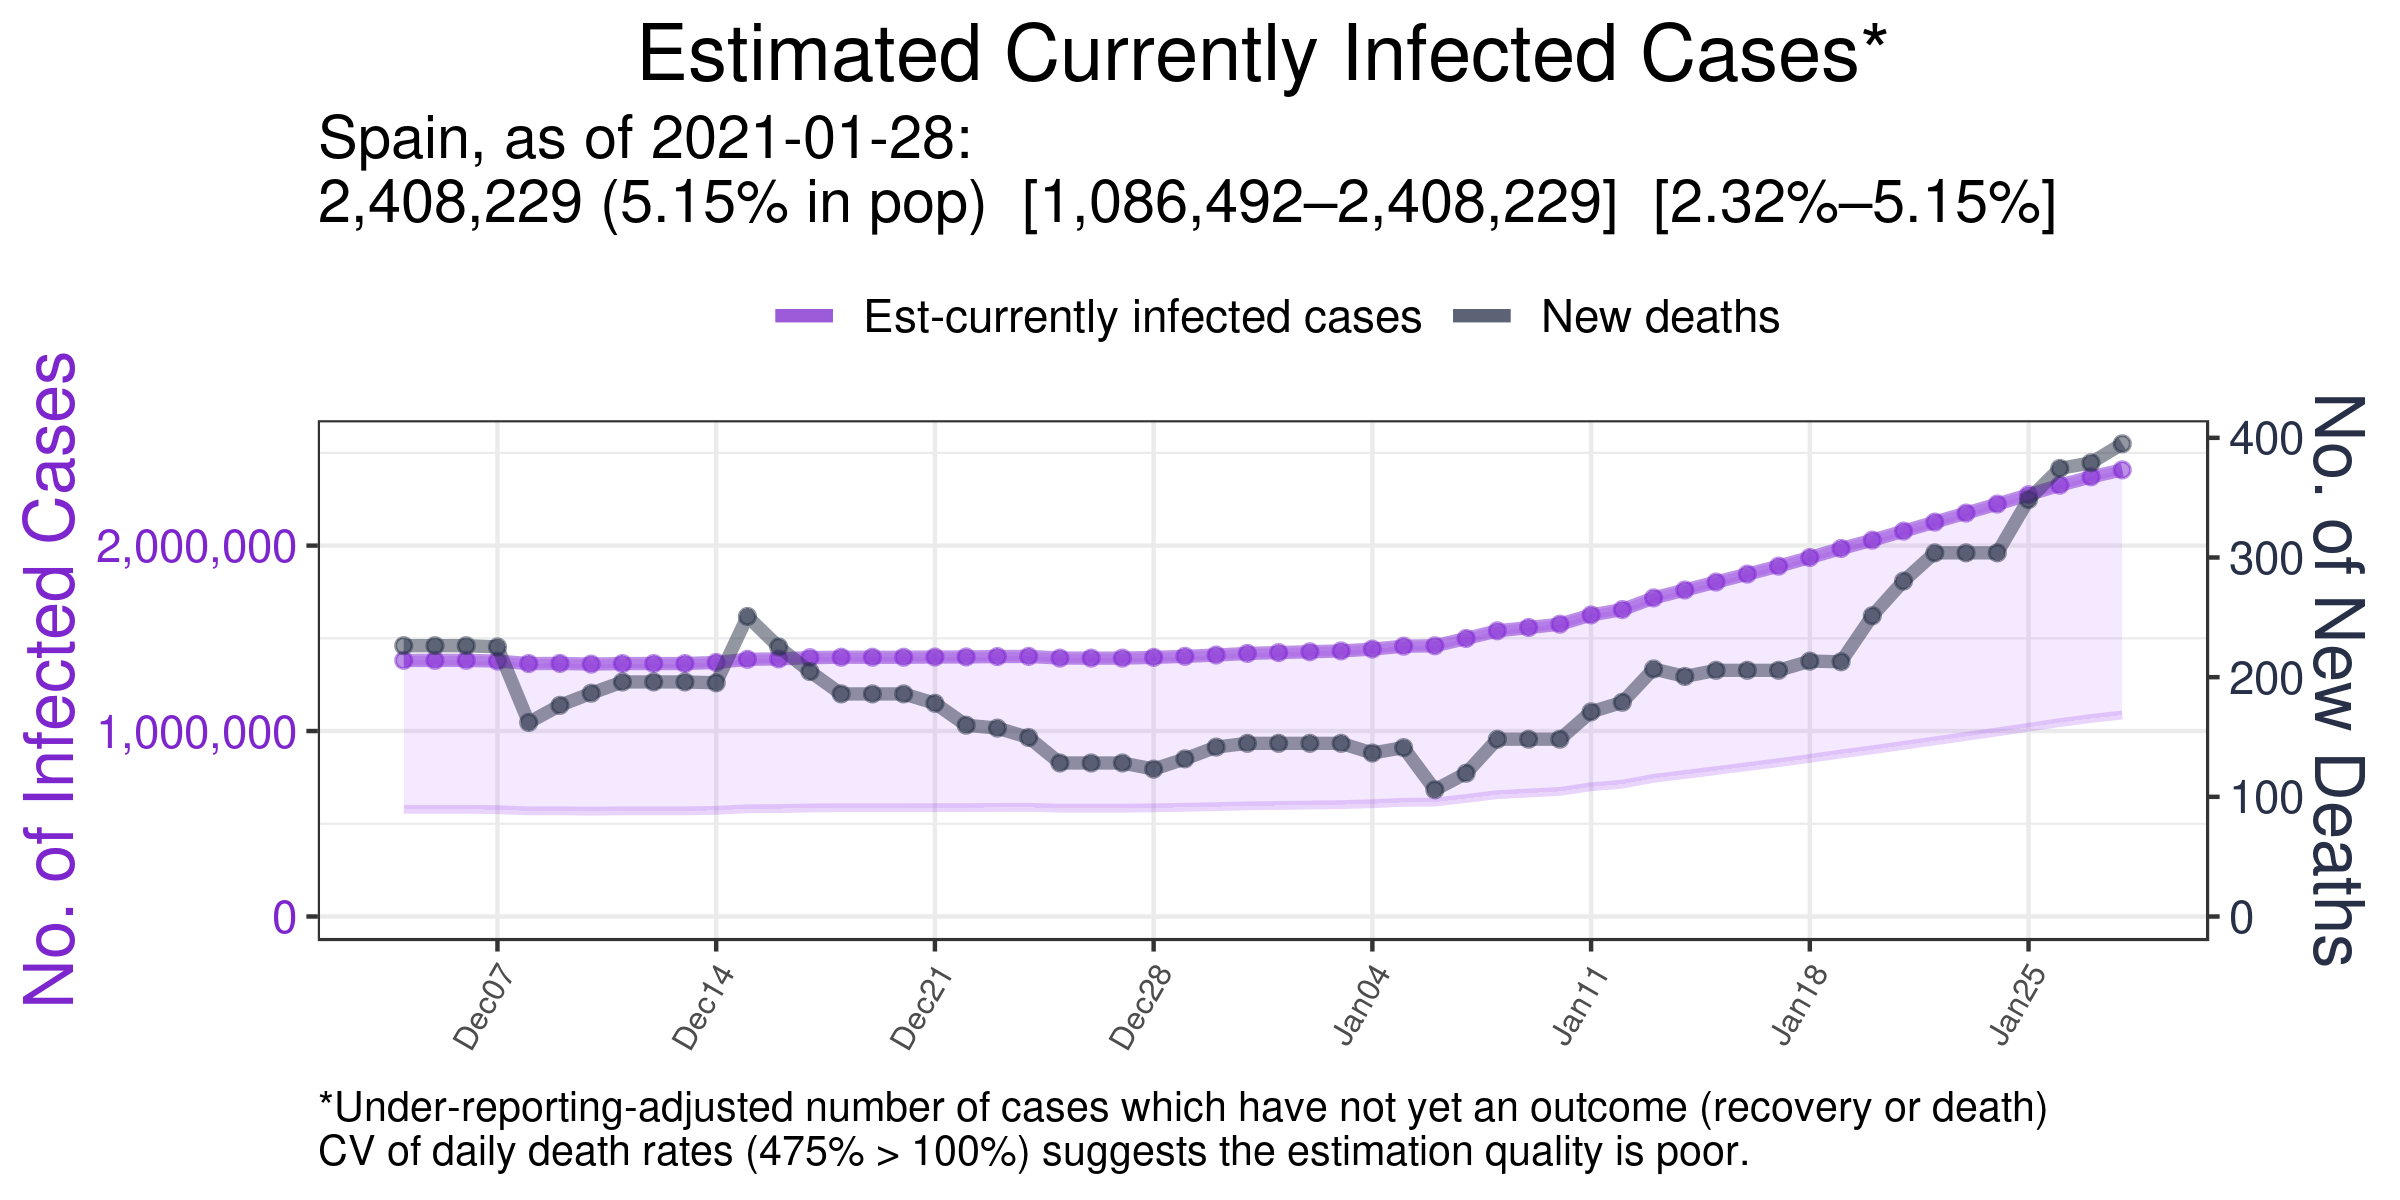 Estimated Currently Infected Cases*
Spain, as of 2021-01-28:
2,408,229 (5.15% in pop)  [1,086,492–2,408,229]  [2.32%–5.15%]
Est-currently infected cases
New deaths
No. of Infected Cases
2,000,000
1,000,000
0
No. of New Deaths
400
300
200
100
0
Dec07
Dec14
Dec21
Dec28
Jan04
Jan11
Jan18
Jan25
*Under-reporting-adjusted number of cases which have not yet an outcome (recovery or death)
CV of daily death rates (475% > 100%) suggests the estimation quality is poor.